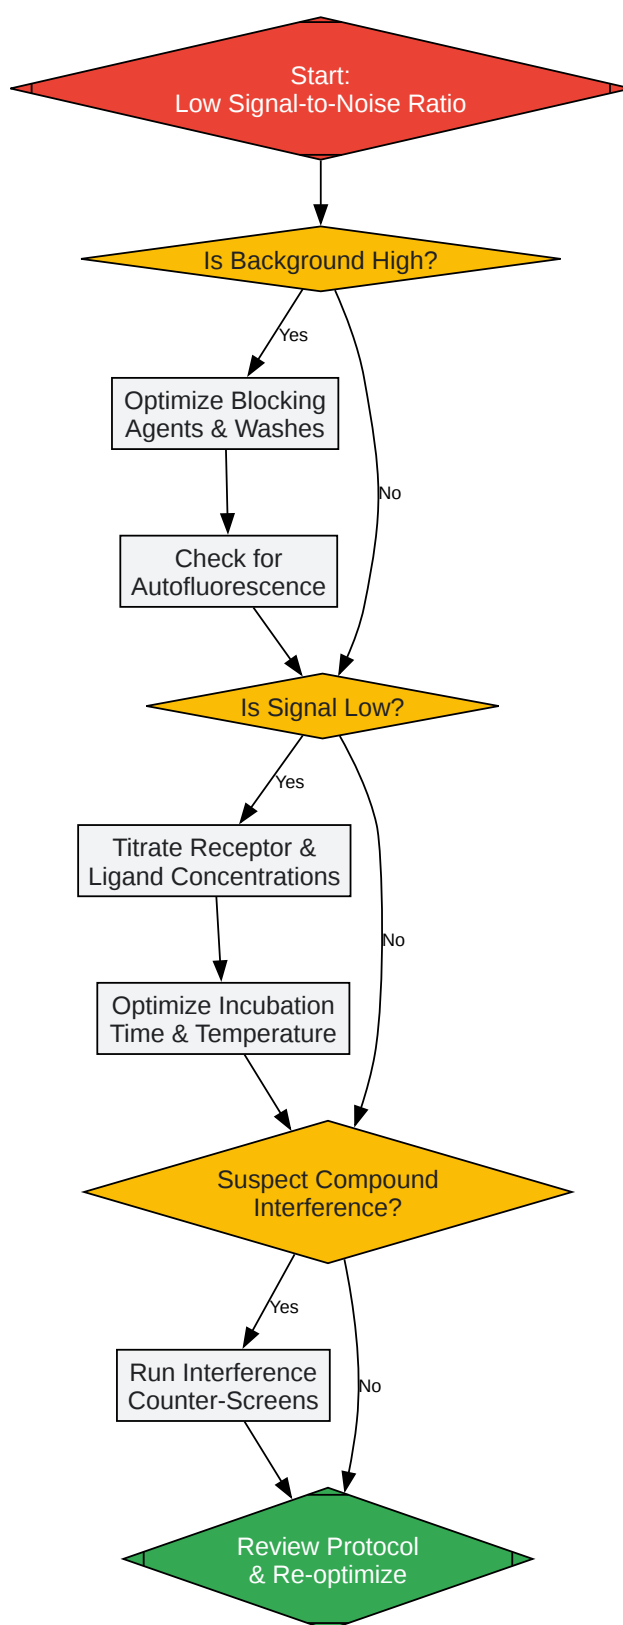 Start:
Low Signal-to-Noise Ratio
Is Background High?
Yes
Optimize Blocking
Agents & Washes
No
Check for
Autofluorescence
Is Signal Low?
Yes
Titrate Receptor &
Ligand Concentrations
No
Optimize Incubation
Time & Temperature
Suspect Compound
Interference?
Yes
Run Interference
Counter-Screens
No
Review Protocol
& Re-optimize